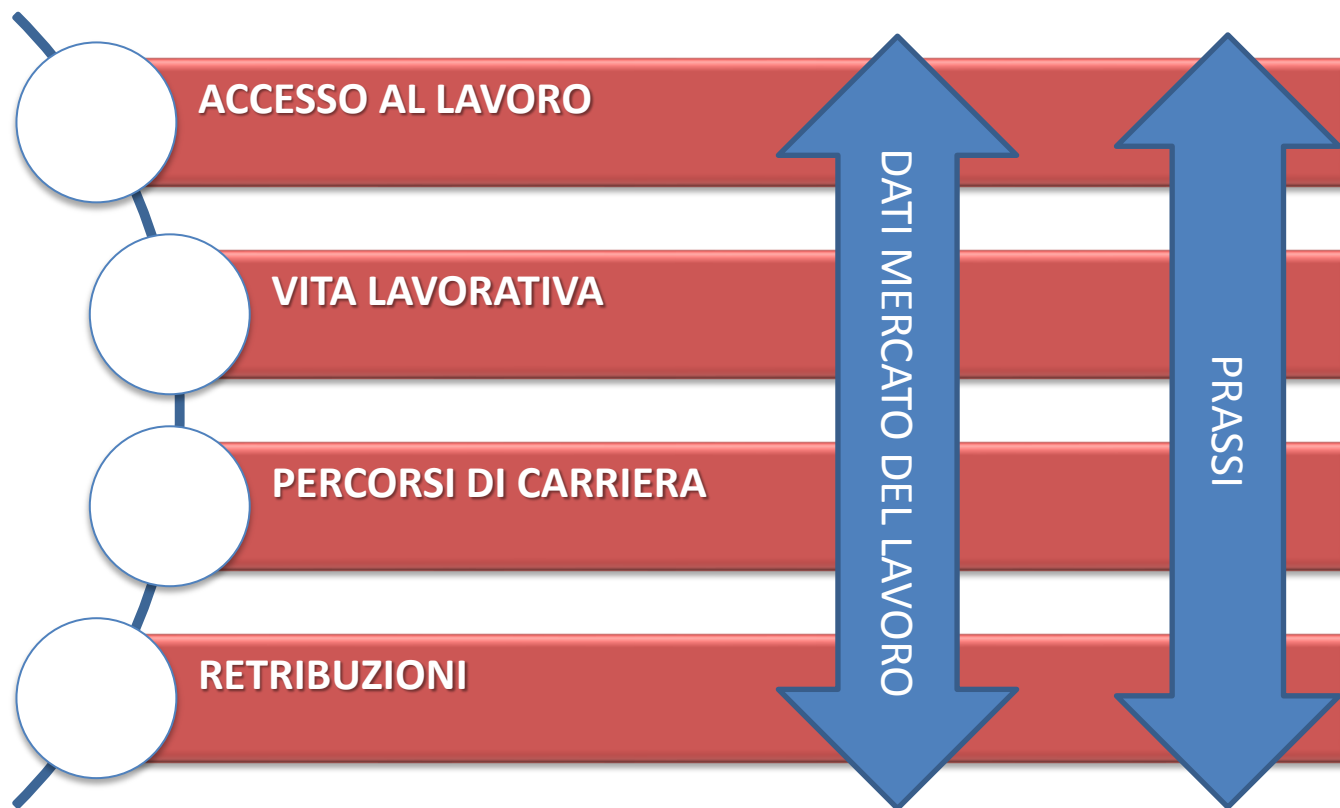 ACCESSO AL LAVORO
VITA LAVORATIVA
PERCORSI DI CARRIERA
RETRIBUZIONI
DATI MERCATO DEL LAVORO
PRASSI